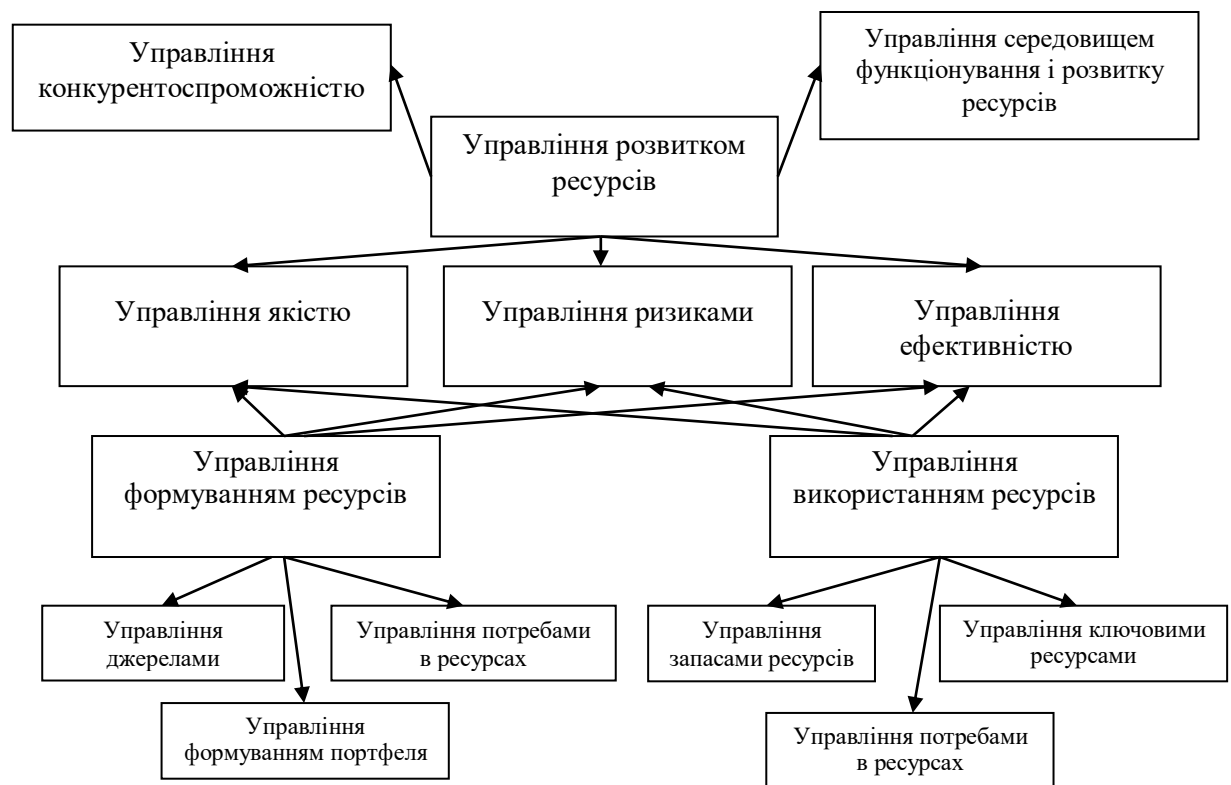 Управління
конкурентоспроможністю
Управління середовищем
функціонування і розвитку
ресурсів
Управління розвитком
ресурсів
Управління якістю
Управління ризиками
Управління
ефективністю
Управління
формуванням ресурсів
Управління
використанням ресурсів
Управління
джерелами
Управління потребами
в ресурсах
Управління
запасами ресурсів
Управління ключовими
ресурсами
Управління
формуванням портфеля
Управління потребами
в ресурсах